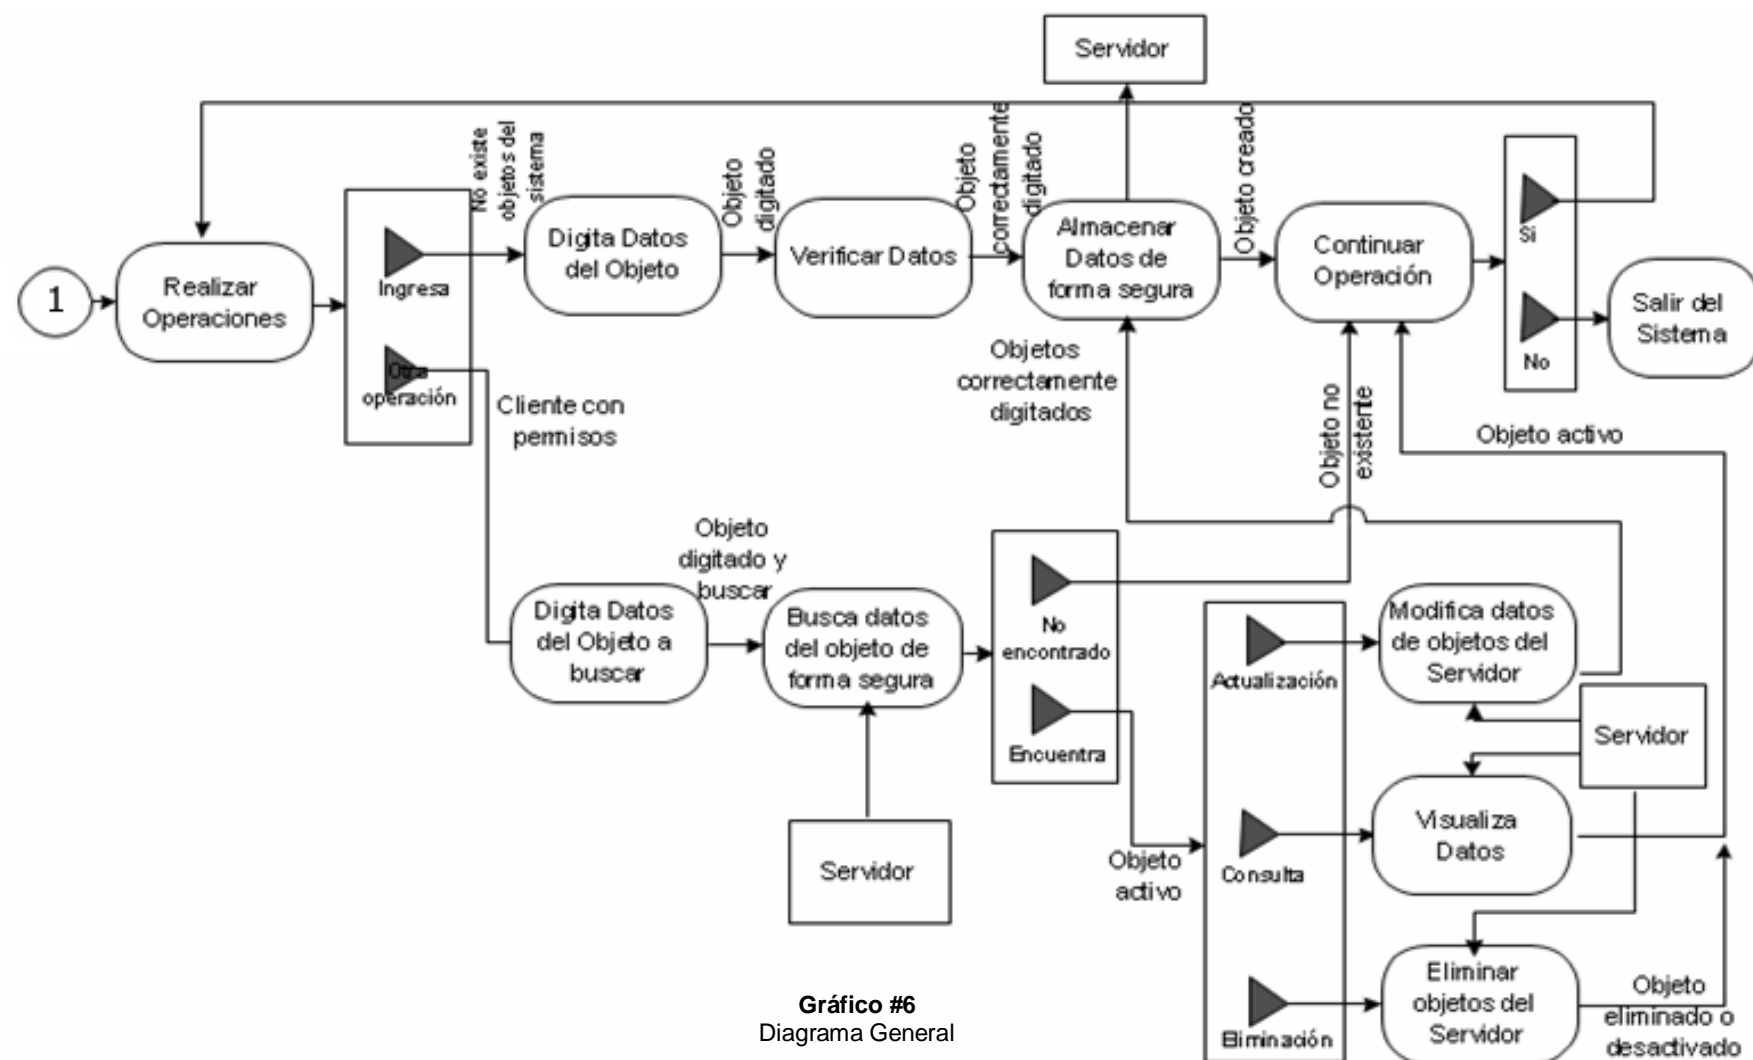 Servidor
No existe
objetos del
sistema
Objeto
digitado
Objeto
correctamente
digitado
Objeto creado
1
Realizar
Operaciones
Ingresa
Otra
operación
Digita Datos
del Objeto
Verificar Datos
Almacenar
Datos de
forma segura
Continuar
Operación
Si
No
Salir del
Sistema
Cliente con
permisos
Objetos
correctamente
digitados
Objeto no
existente
Objeto activo
Objeto
digitado y
buscar
Digita Datos
del Objeto a
buscar
Busca datos
del objeto de
forma segura
No
encontrado
Encuentra
Servidor
Objeto
activo
Actualización
Consulta
Eliminación
Modifica datos
de objetos del
Servidor
Servidor
Visualiza
Datos
Eliminar
objetos del
Servidor
Objeto
eliminado o
desactivado
Gráfico #6
Diagrama General